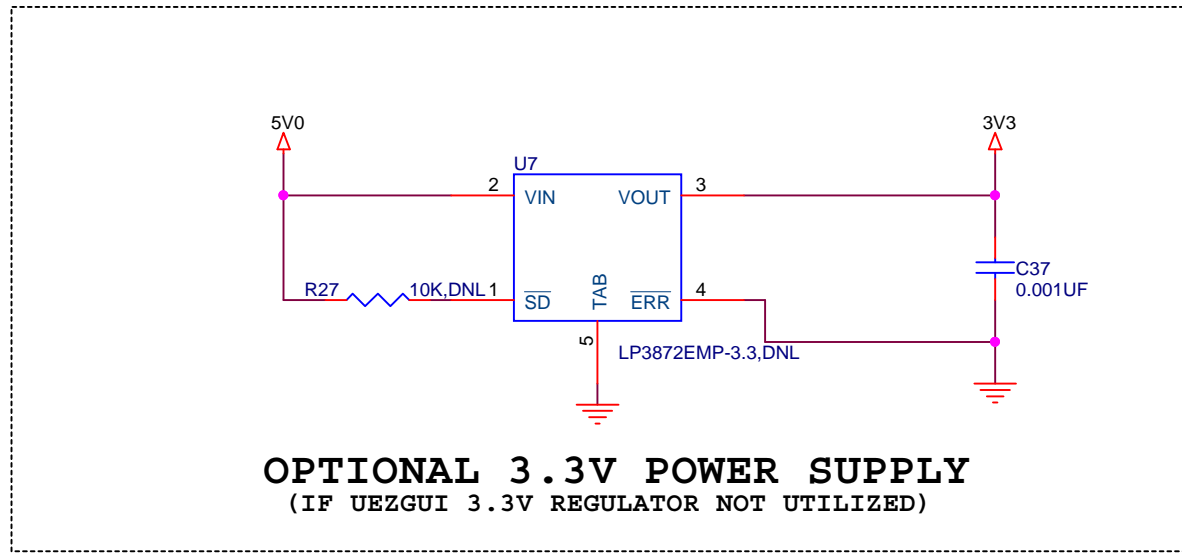 5V0
3V3
U7
2
VIN
VOUT
3
R27
10K,DNL
1
SD
TAB
ERR
4
C37
0.001UF
5
LP3872EMP-3.3,DNL
OPTIONAL 3.3V POWER SUPPLY
(IF UEZGUI 3.3V REGULATOR NOT UTILIZED)